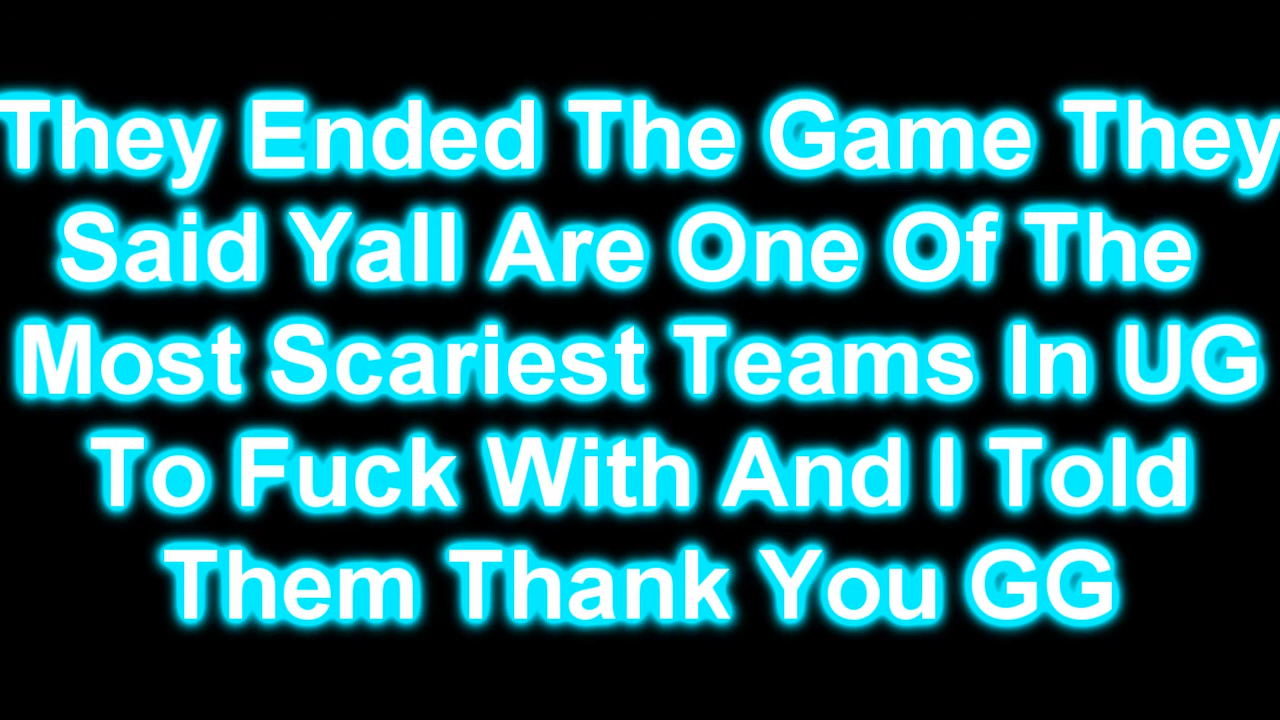 They Ended The Game They
Said Yall Are One Of The
Most Scariest Teams In UG
To Fuck With And I Told
Them Thank You GG